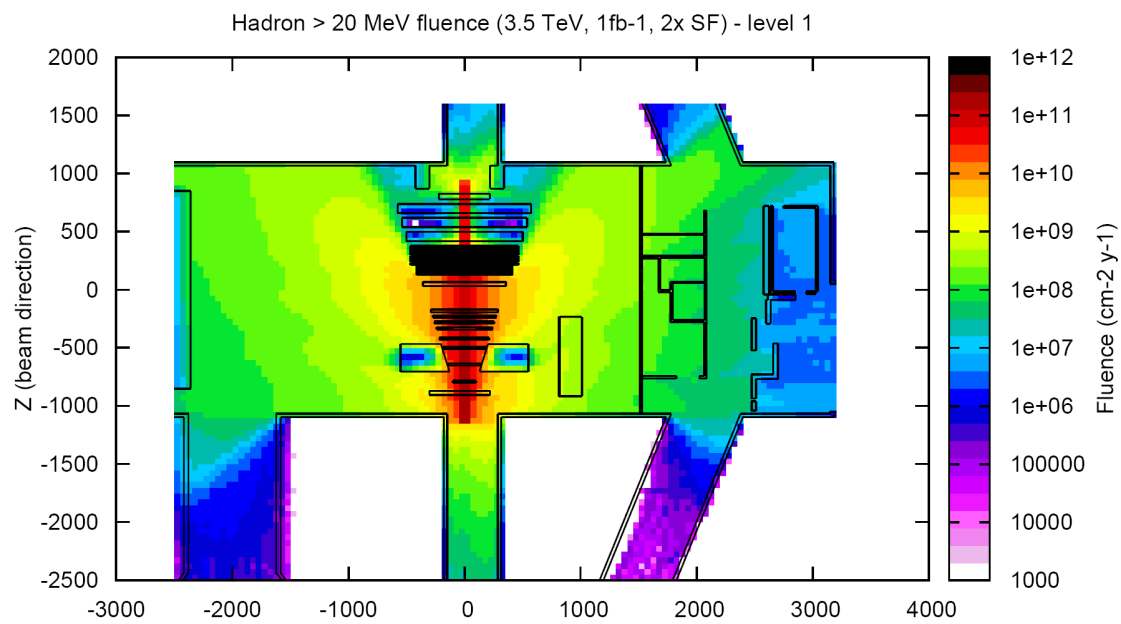 Hadron > 20 MeV fluence (3.5 TeV, 1fb-1, 2x SF) - level 1
2000
1500
1000
500
0
-500
-1000
-1500
-2000
-2500
Z (beam direction)
-3000
-2000
-1000
0
1000
2000
3000
4000
1e+12
1e+11
1e+10
1e+09
1e+08
1e+07
1e+06
100000
10000
1000
Fluence (cm-2 y-1)